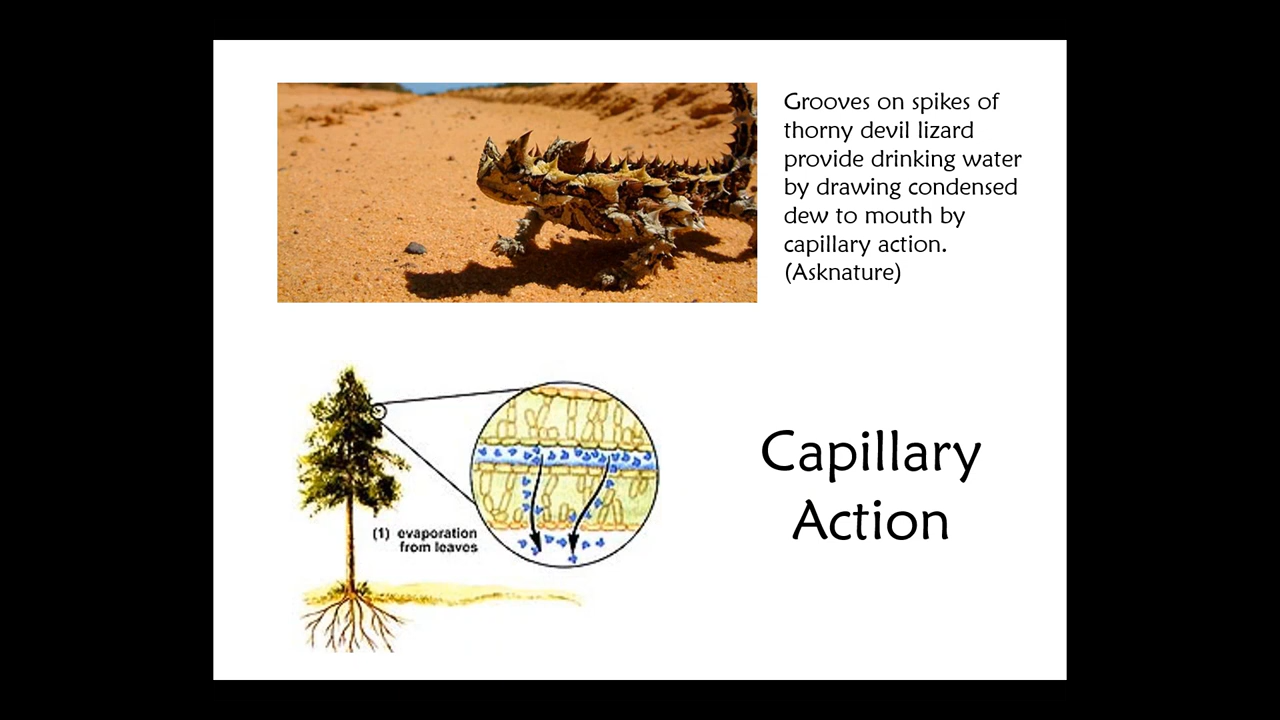 Grooves on spikes of
thorny devil lizard
provide drinking water
by drawing condensed
dew to mouth by
capillary action.
(Asknature)
(1) evaporation
from leaves
Capillary
Action